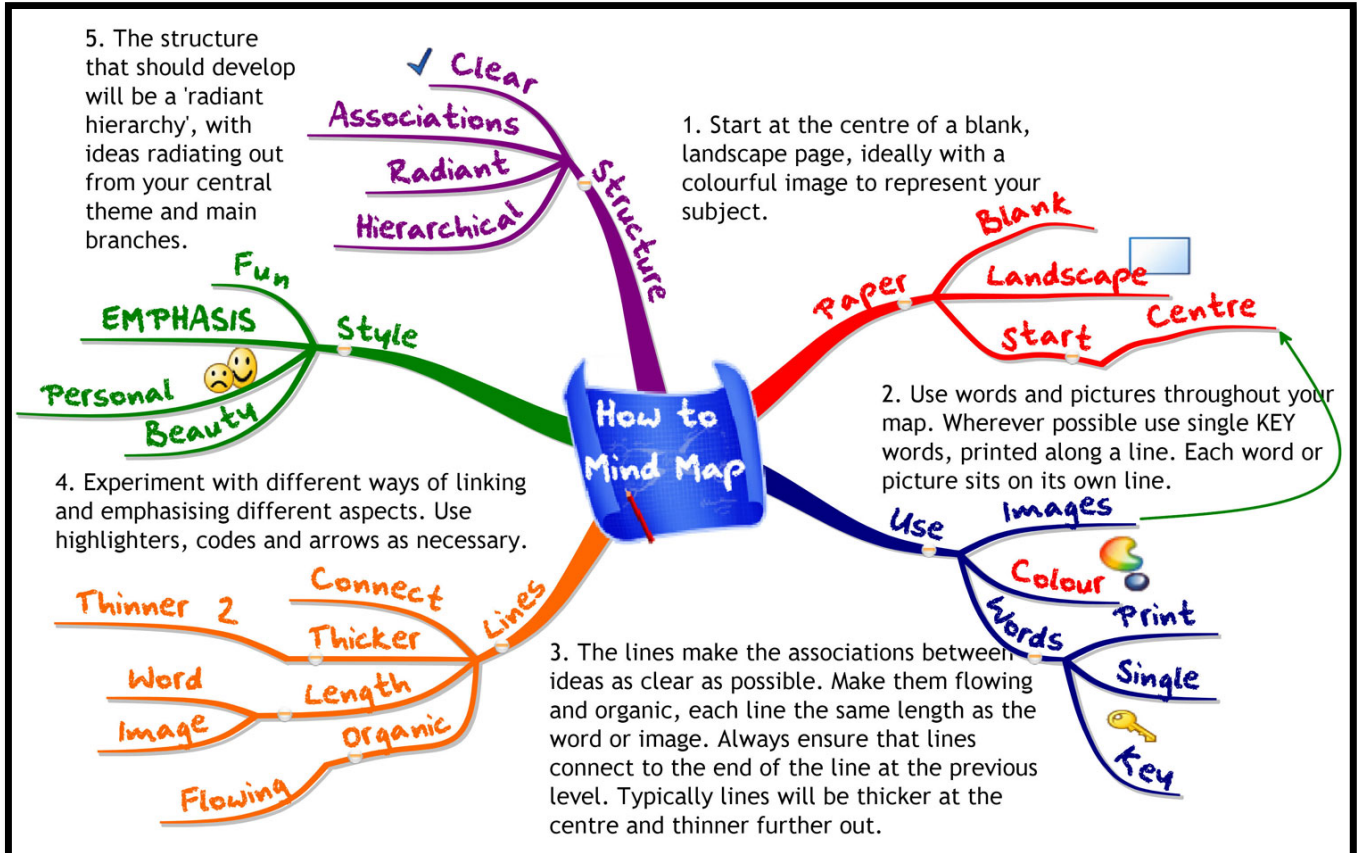 How to
Mind Map
1. Start at the centre of a blank,
landscape page, ideally with a
colourful image to represent your
subject.
Paper
Blank
Landscape
Start
Centre
2. Use words and pictures throughout your
map. Wherever possible use single KEY
words, printed along a line. Each word or
picture sits on its own line.
Use
Images
Colour
Words
Print
Single
Key
3. The lines make the associations between
ideas as clear as possible. Make them flowing
and organic, each line the same length as the
word or image. Always ensure that lines
connect to the end of the line at the previous
level. Typically lines will be thicker at the
centre and thinner further out.
Lines
Connect
Thicker
Thinner 2
Length
Word
Image
Organic
Flowing
4. Experiment with different ways of linking
and emphasising different aspects. Use
highlighters, codes and arrows as necessary.
Style
Fun
EMPHASIS
Personal
Beauty
5. The structure
that should develop
will be a 'radiant
hierarchy', with
ideas radiating out
from your central
theme and main
branches.
Structure
Clear
Associations
Radiant
Hierarchical